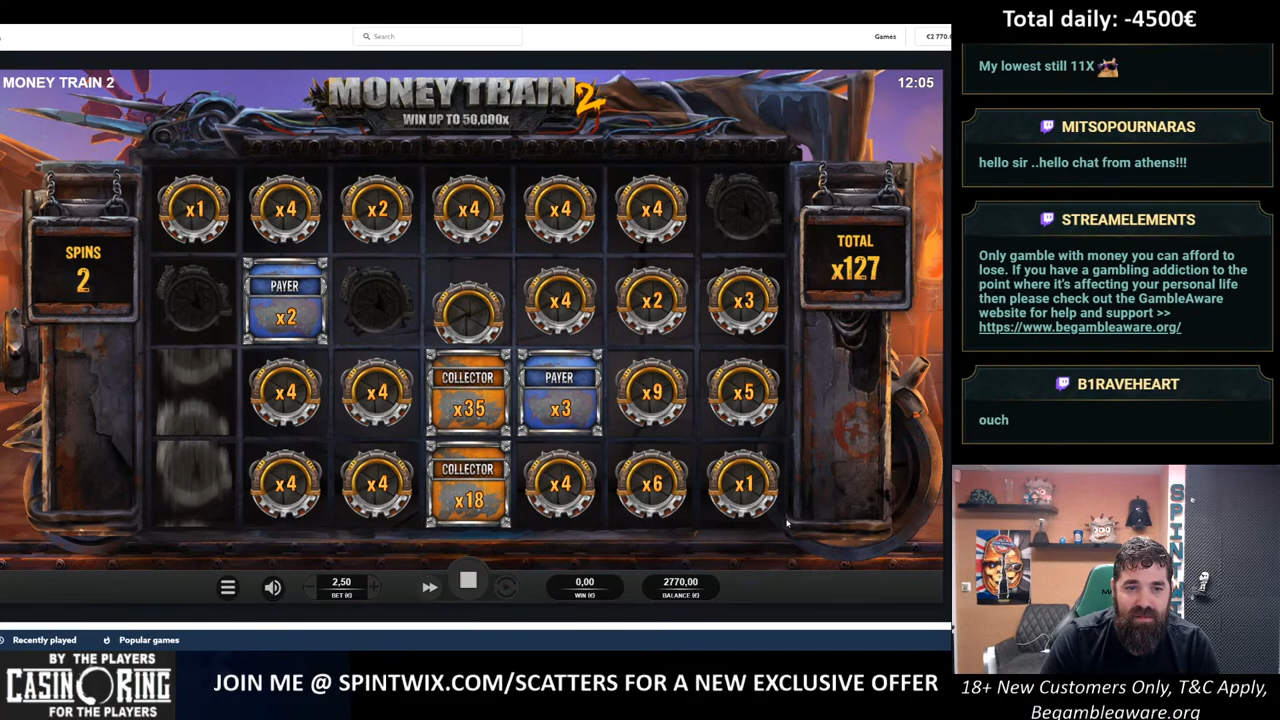 Total daily: -4500€
Search
Games
€2 770.
MONEY TRAIN 2
MONEY TRAIN 2
WIN UP TO 50,000x
12:05
My lowest still 11X
MITSOPOURNARAS
hello sir ..hello chat from athens!!!
STREAMELEMENTS
Only gamble with money you can afford to
lose. If you have a gambling addiction to the
point where it's affecting your personal life
then please check out the GambleAware
website for help and support >>
https://www.begambleaware.org/
B1RAVEHEART
ouch
SPINS
2
TOTAL
x127
x1 x4 x2 x4 x4 x4
PAYER
x2
x4 x2 x3
x4 x4
COLLECTOR
x35
PAYER
x3
x9 x5
x4 x4
COLLECTOR
x18
x4 x6 x1
2,50
BET (€)
0,00
WIN (€)
2770,00
BALANCE (€)
Recently played
Popular games
BY THE PLAYERS
CASINORING
FOR THE PLAYERS
JOIN ME @ SPINTWIX.COM/SCATTERS FOR A NEW EXCLUSIVE OFFER
18+ New Customers Only, T&C Apply,
Begambleaware.org